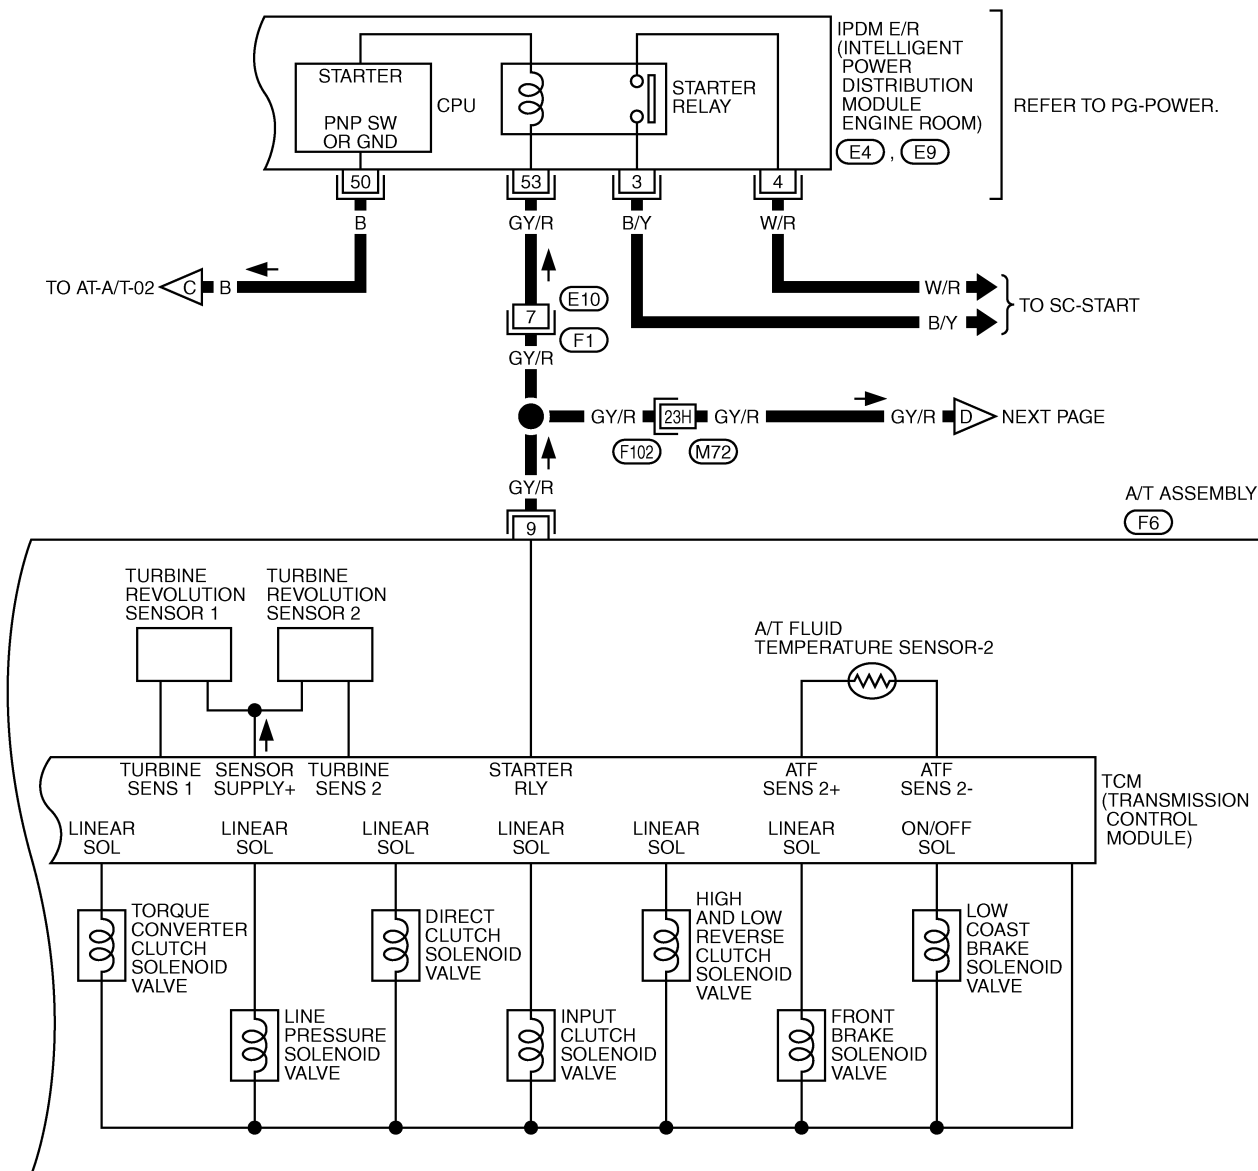 IPDM E/R
(INTELLIGENT
POWER
DISTRIBUTION
MODULE
ENGINE ROOM)
E4 , E9
REFER TO PG-POWER.
STARTER
PNP SW
OR GND
CPU
STARTER
RELAY
50
53
3
4
B
GY/R
B/Y
W/R
TO AT-A/T-02
C
B
E10
7
F1
GY/R
W/R
B/Y
TO SC-START
GY/R
23H
GY/R
GY/R
D
NEXT PAGE
F102
M72
GY/R
9
A/T ASSEMBLY
F6
TURBINE
REVOLUTION
SENSOR 1
TURBINE
REVOLUTION
SENSOR 2
A/T FLUID
TEMPERATURE SENSOR-2
TURBINE
SENS 1
SENSOR
SUPPLY+
TURBINE
SENS 2
STARTER
RLY
ATF
SENS 2+
ATF
SENS 2-
TCM
(TRANSMISSION
CONTROL
MODULE)
LINEAR
SOL
LINEAR
SOL
LINEAR
SOL
LINEAR
SOL
LINEAR
SOL
LINEAR
SOL
ON/OFF
SOL
TORQUE
CONVERTER
CLUTCH
SOLENOID
VALVE
DIRECT
CLUTCH
SOLENOID
VALVE
HIGH
AND LOW
REVERSE
CLUTCH
SOLENOID
VALVE
LOW
COAST
BRAKE
SOLENOID
VALVE
LINE
PRESSURE
SOLENOID
VALVE
INPUT
CLUTCH
SOLENOID
VALVE
FRONT
BRAKE
SOLENOID
VALVE